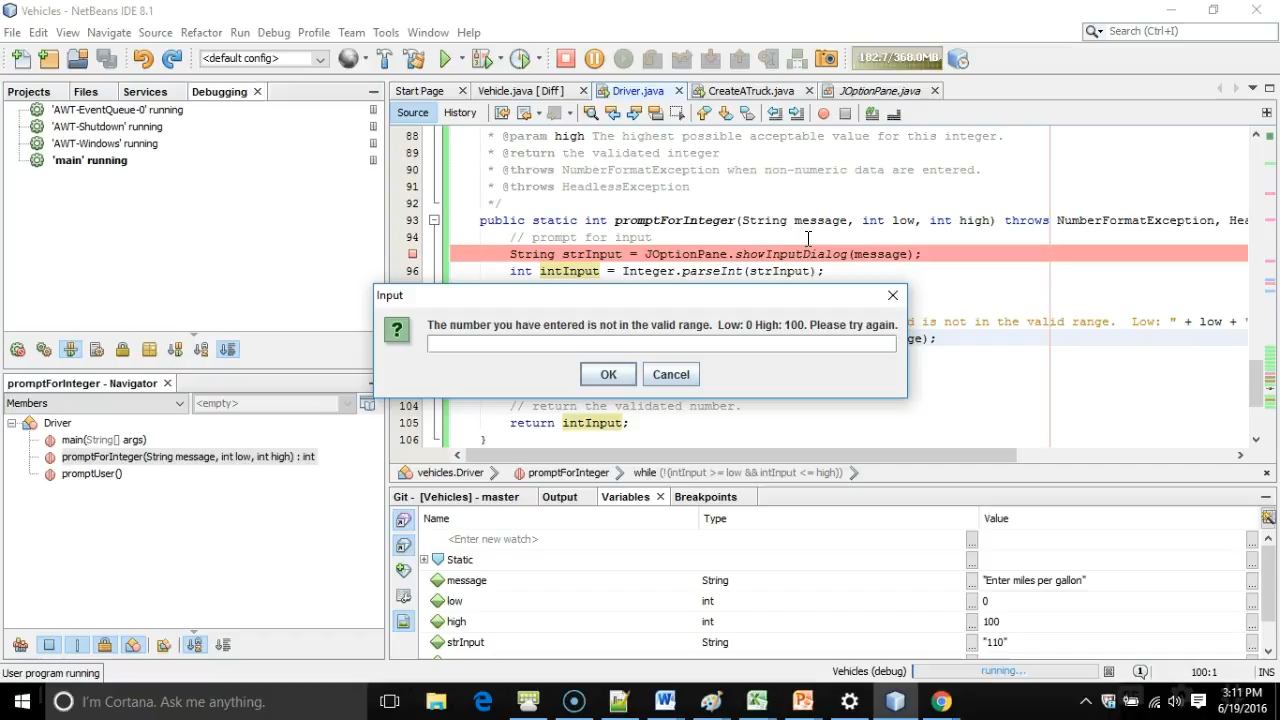 Vehicles - NetBeans IDE 8.1
File Edit View Navigate Source Refactor Run Debug Profile Team Tools Window Help
Search (Ctrl+I)
<default config>
182.7/368.0MB
Projects Files Services Debugging
Start Page Vehicle.java [ Diff ] Driver.java CreateATruck.java JOptionPane.java
'AWT-EventQueue-0' running
'AWT-Shutdown' running
'AWT-Windows' running
'main' running
Source History
88 * @param high The highest possible acceptable value for this integer.
89 * @return the validated integer
90 * @throws NumberFormatException when non-numeric data are entered.
91 * @throws HeadlessException
92 */
93 public static int promptForInteger(String message, int low, int high) throws NumberFormatException, Hea
94 // prompt for input
String strInput = JOptionPane.showInputDialog(message);
96 int intInput = Integer.parseInt(strInput);
d is not in the valid range.  Low: " + low + "
ge);
Input
The number you have entered is not in the valid range.  Low: 0 High: 100. Please try again.
OK Cancel
104 // return the validated number.
105 return intInput;
106 }
promptForInteger - Navigator
Members <empty>
Driver
main(String[] args)
promptForInteger(String message, int low, int high) : int
promptUser()
vehicles.Driver promptForInteger while (!(intInput >= low && intInput <= high))
Git - [Vehicles] - master Output Variables Breakpoints
Name Type Value
<Enter new watch>
Static
message String "Enter miles per gallon"
low int 0
high int 100
strInput String "110"
User program running
Vehicles (debug) running... 100:1 INS
I'm Cortana. Ask me anything.
3:11 PM
6/19/2016